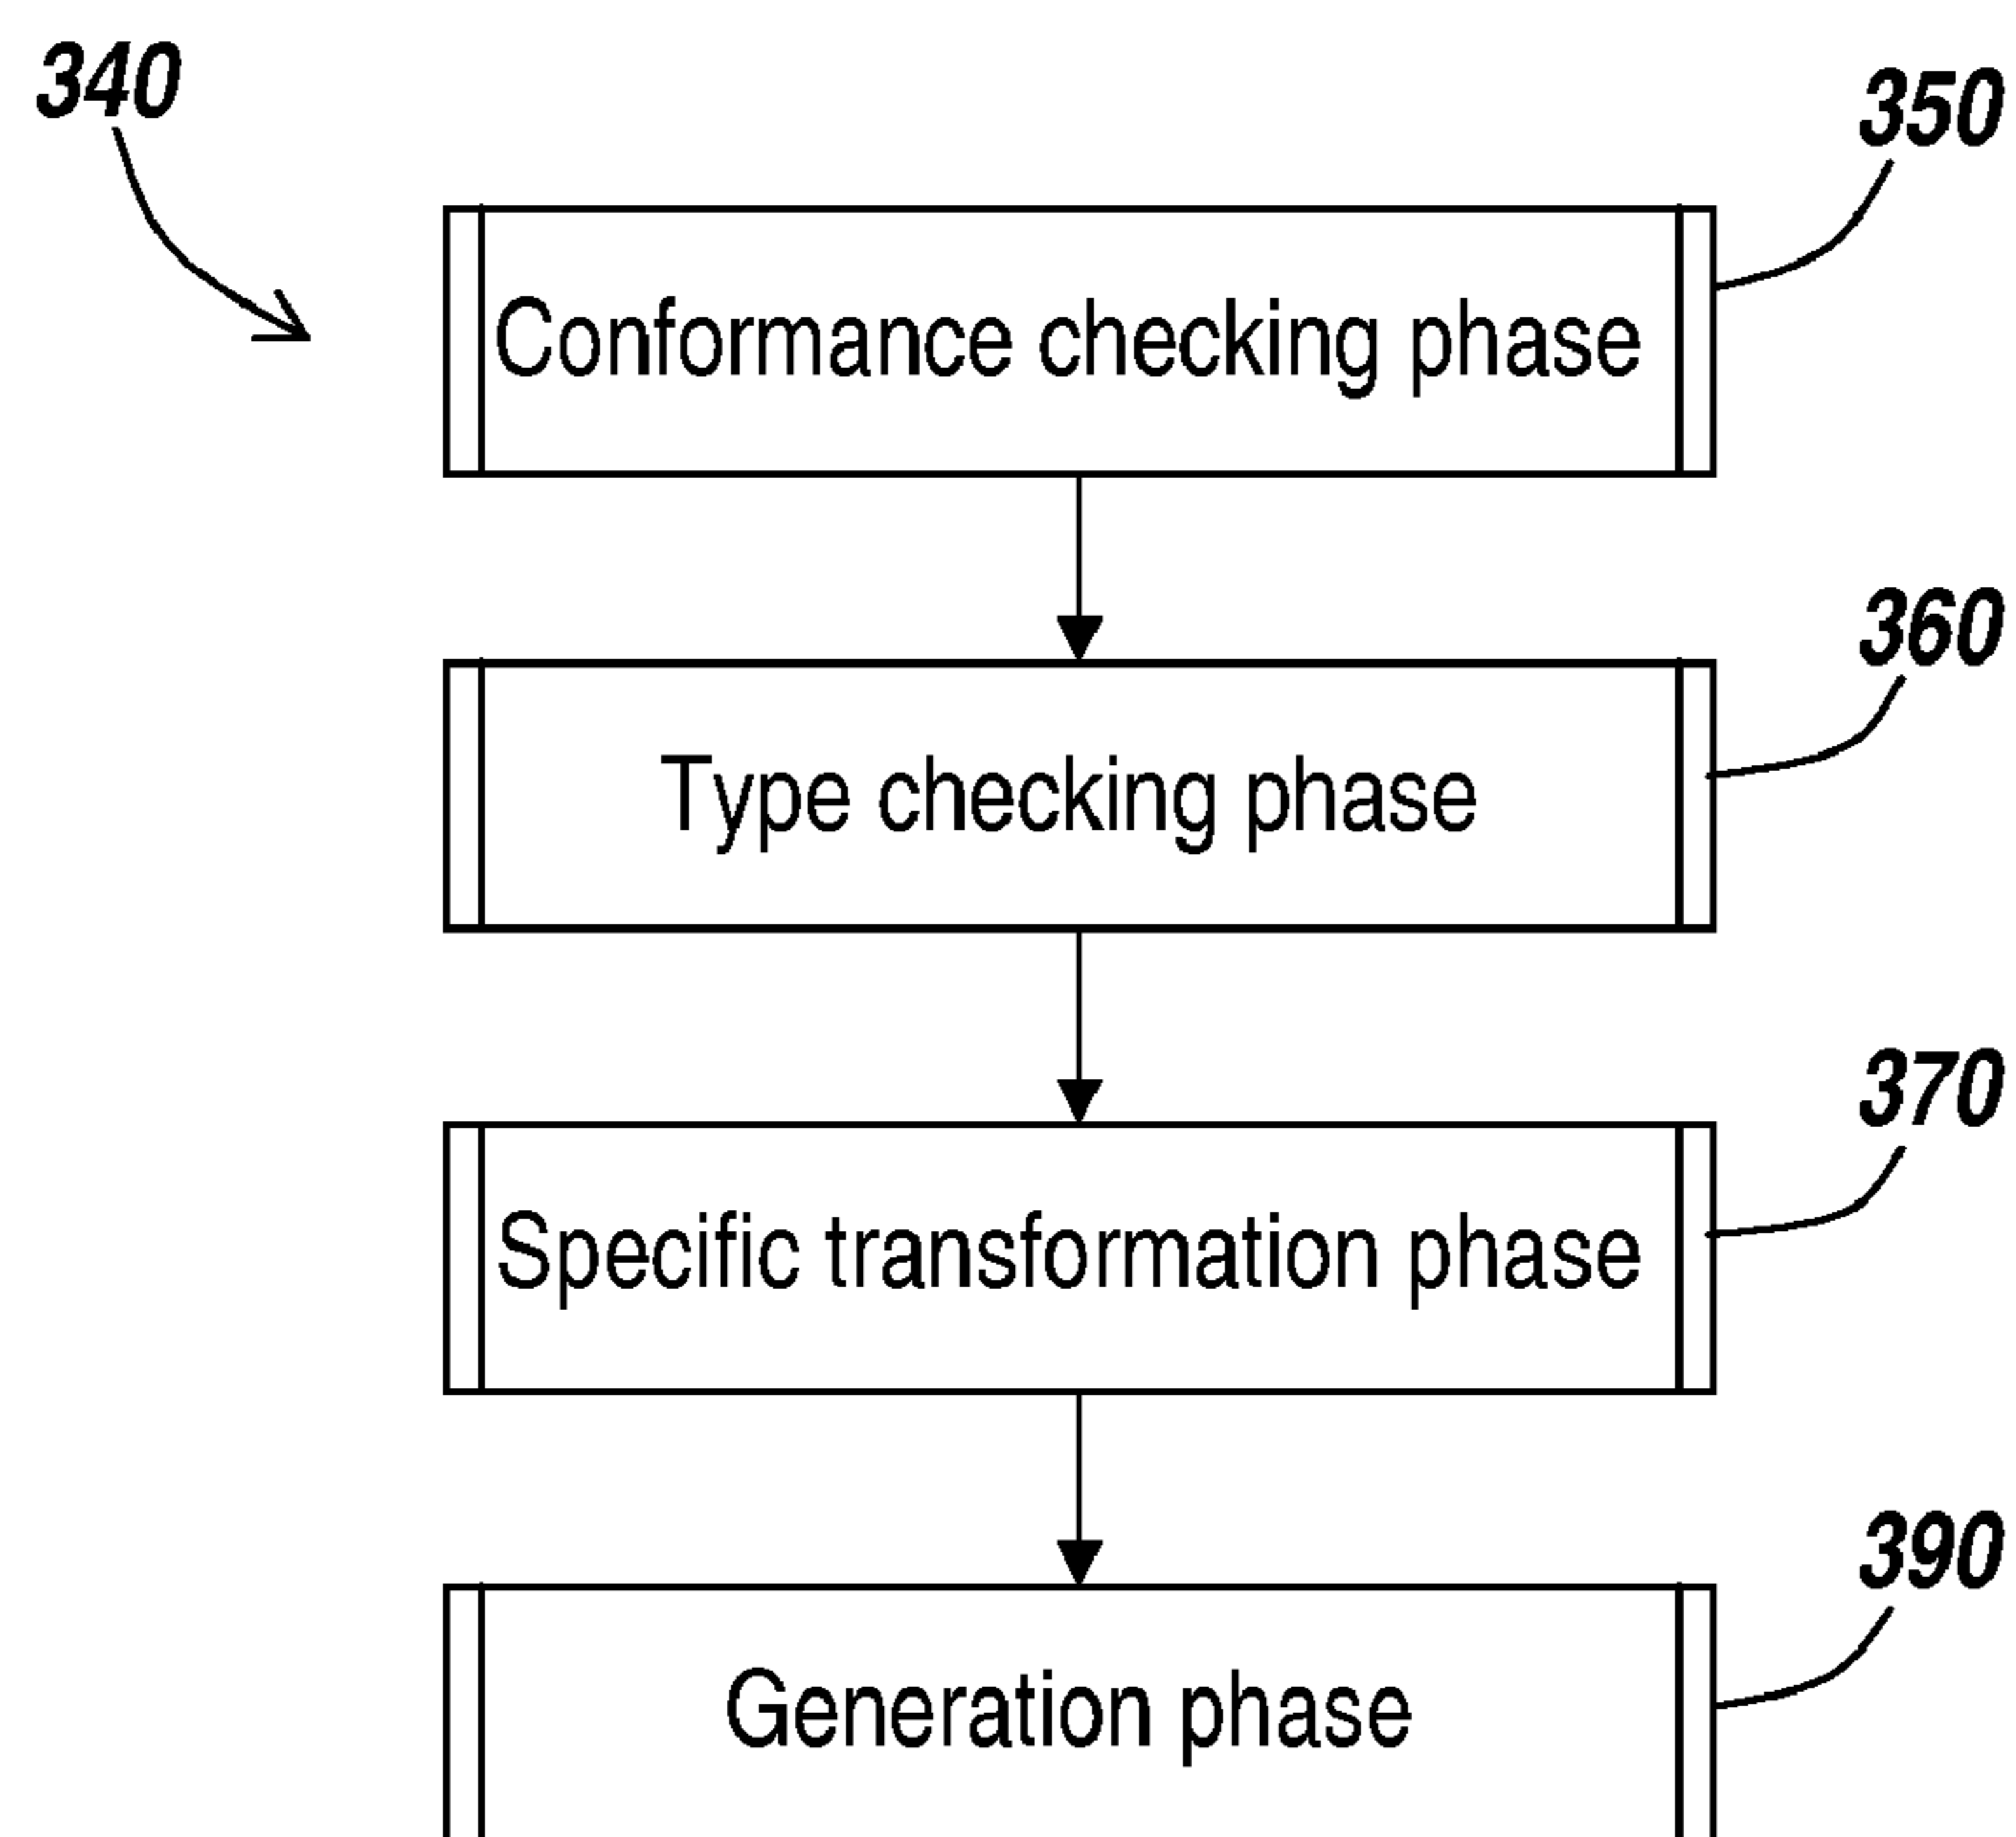 340
350
Conformance checking phase
360
Type checking phase
370
Specific transformation phase
390
Generation phase